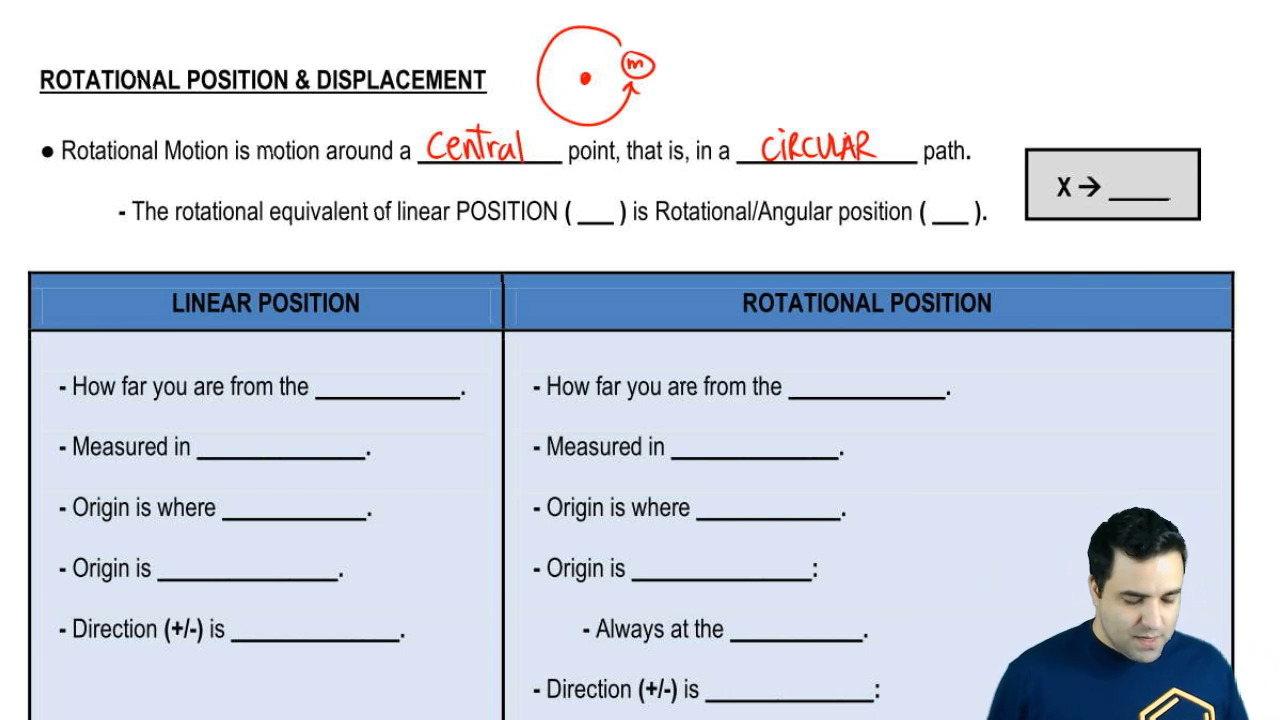 m
ROTATIONAL POSITION & DISPLACEMENT
● Rotational Motion is motion around a central point, that is, in a CIRCULAR path.
X → _____
- The rotational equivalent of linear POSITION ( ___ ) is Rotational/Angular position ( ___ ).
LINEAR POSITION
- How far you are from the ____________.
- Measured in ______________.
- Origin is where ____________.
- Origin is _______________.
- Direction (+/-) is ______________.
ROTATIONAL POSITION
- How far you are from the _____________.
- Measured in ______________.
- Origin is where ____________.
- Origin is _______________:
- Always at the ___________.
- Direction (+/-) is ______________: